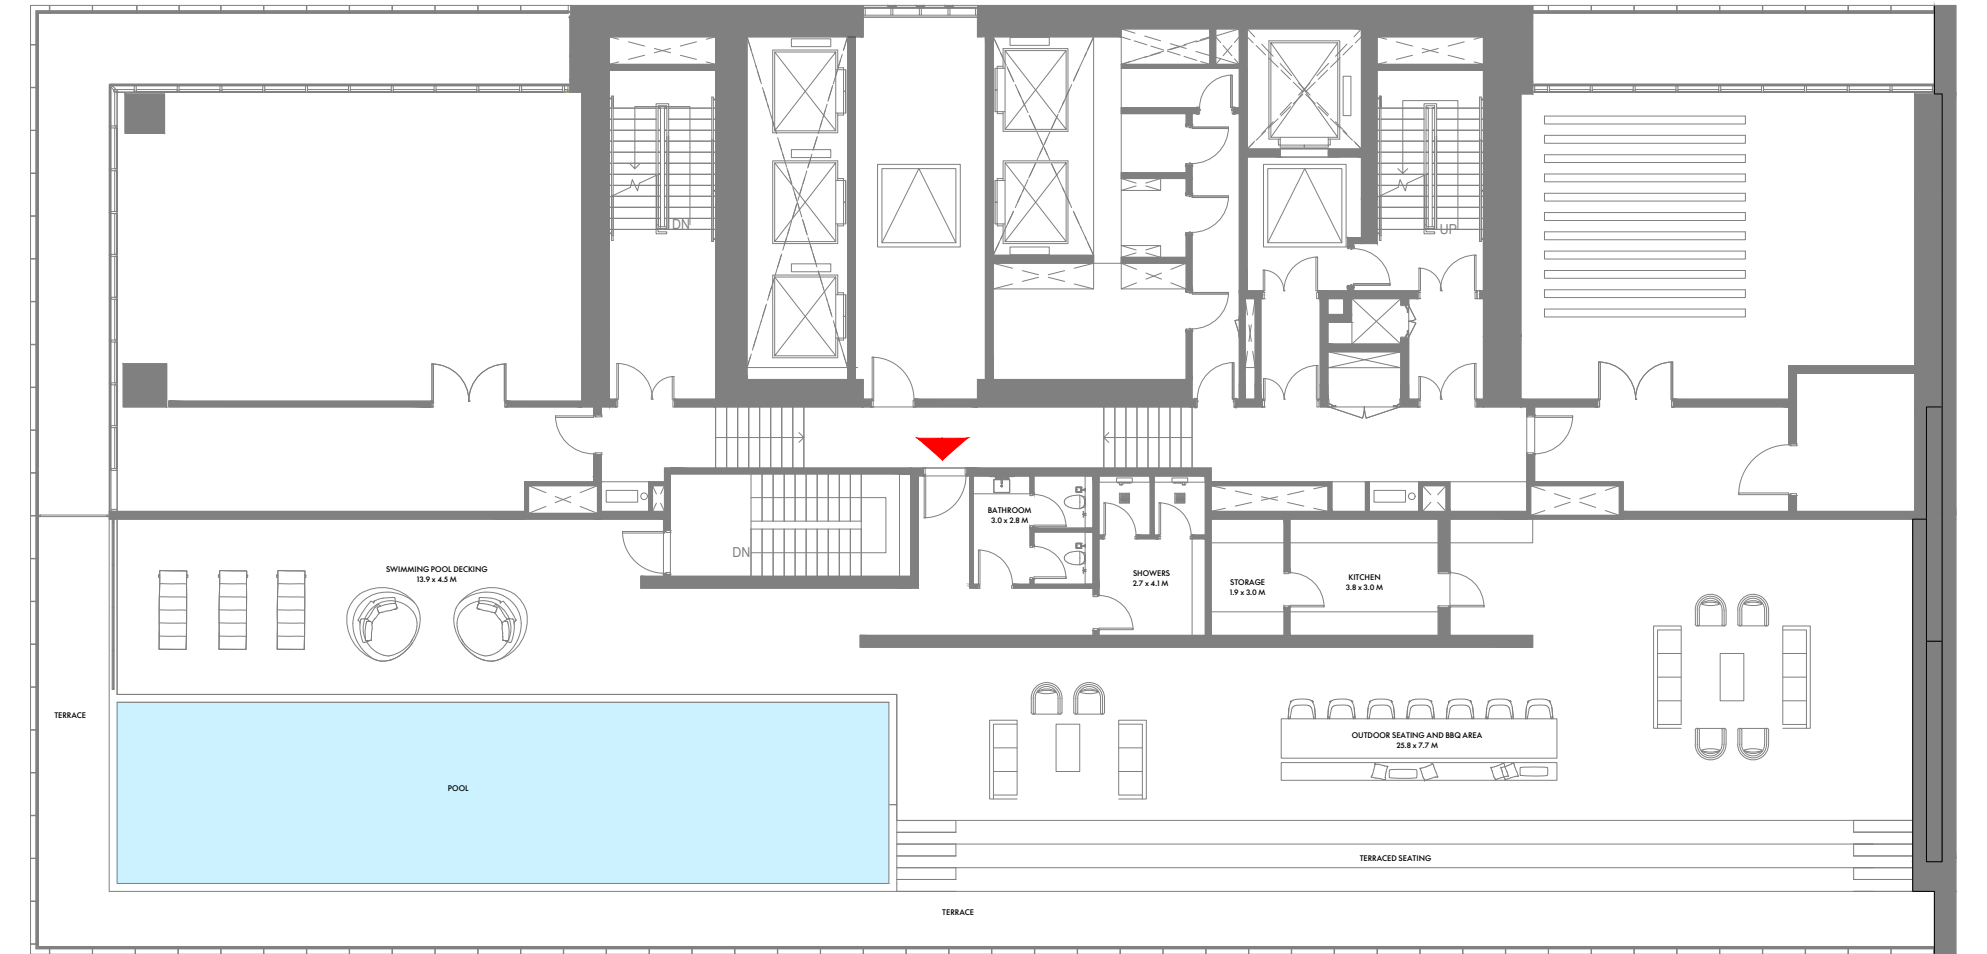 DN
UP
BATHROOM
3.0 x 2.8 M
DN
SWIMMING POOL DECKING
13.9 x 4.5 M
SHOWERS
2.7 x 4.1 M
STORAGE
1.9 x 3.0 M
KITCHEN
3.8 x 3.0 M
TERRACE
OUTDOOR SEATING AND BBQ AREA
25.8 x 7.7 M
POOL
TERRACED SEATING
TERRACE